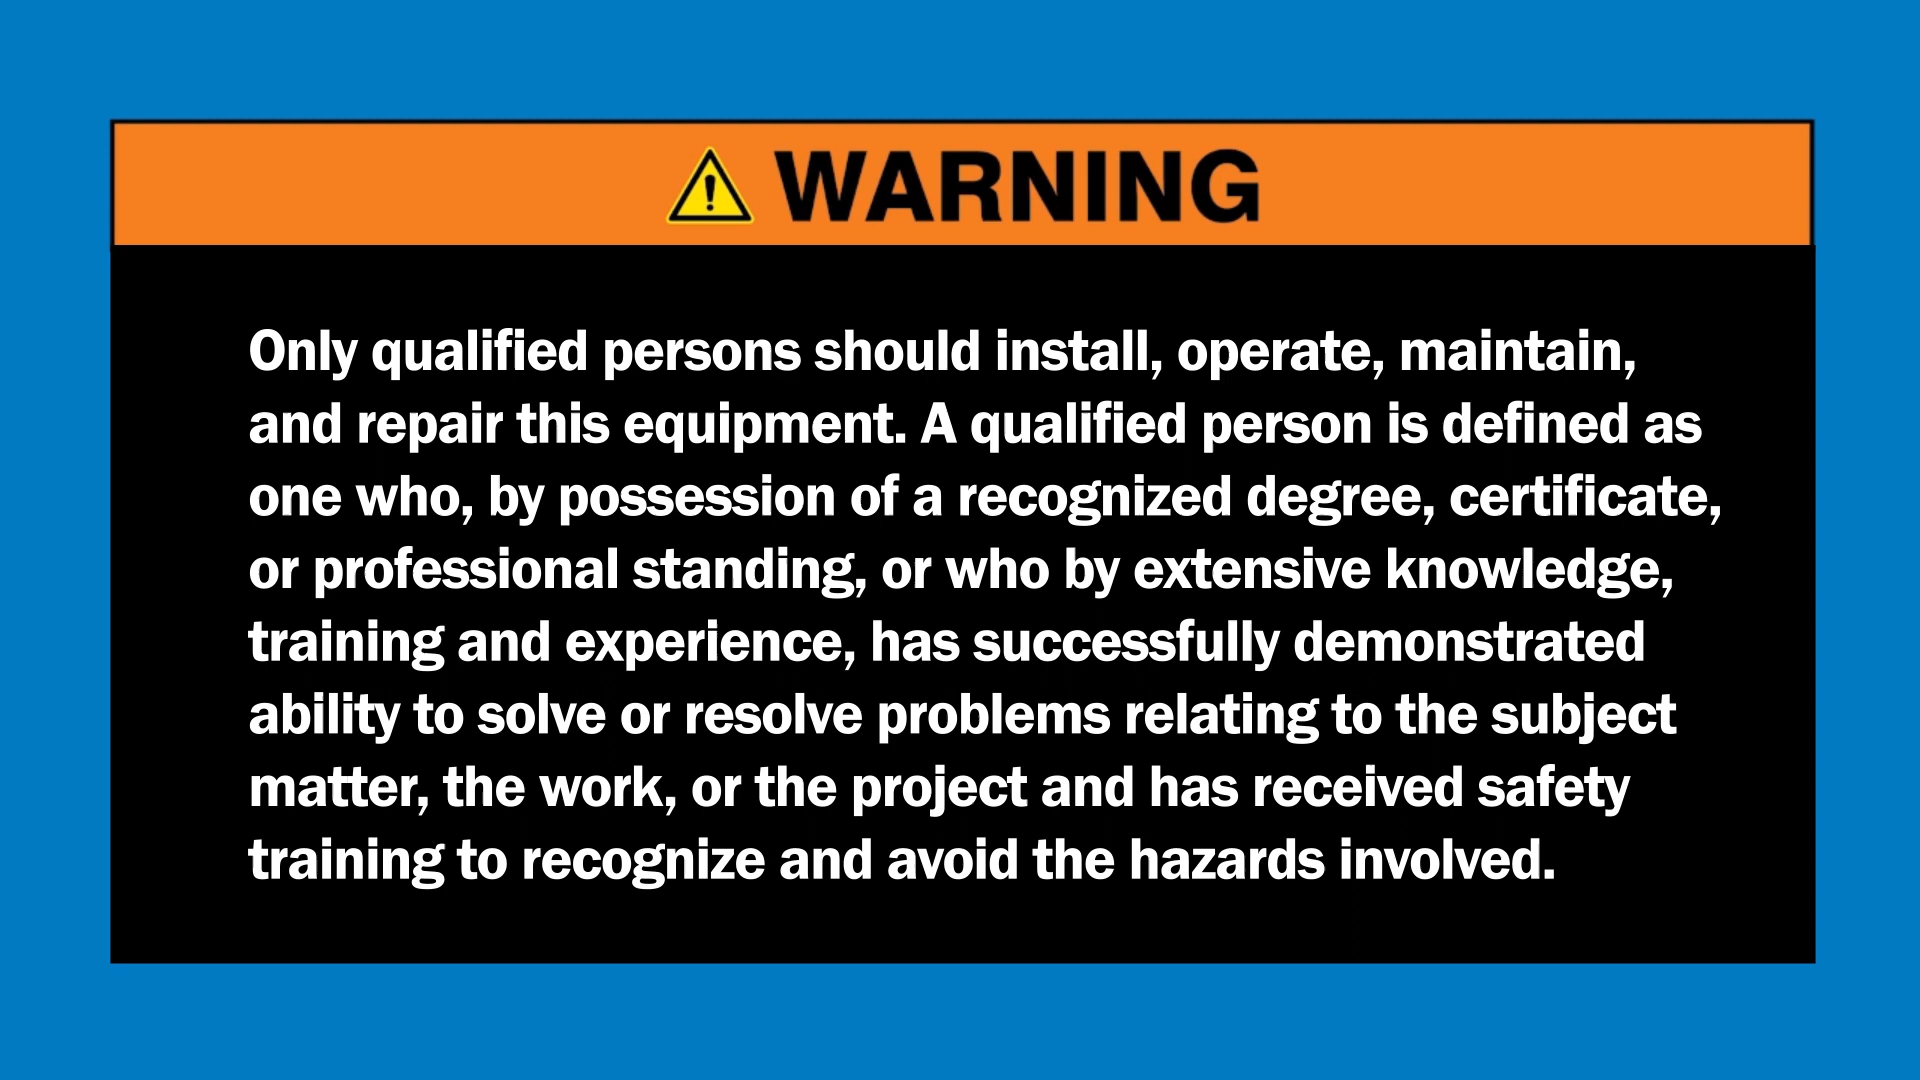 WARNING
Only qualified persons should install, operate, maintain,
and repair this equipment. A qualified person is defined as
one who, by possession of a recognized degree, certificate,
or professional standing, or who by extensive knowledge,
training and experience, has successfully demonstrated
ability to solve or resolve problems relating to the subject
matter, the work, or the project and has received safety
training to recognize and avoid the hazards involved.